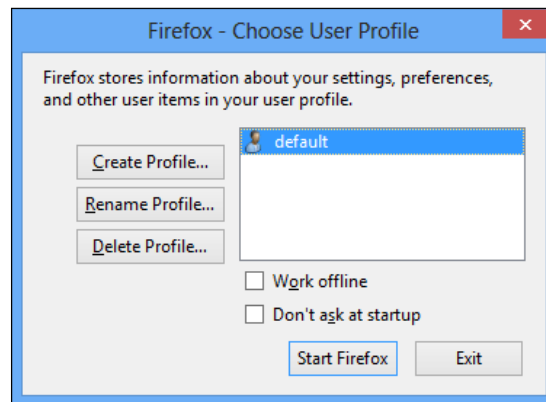 Firefox - Choose User Profile
Firefox stores information about your settings, preferences,
and other user items in your user profile.
Create Profile...
Rename Profile...
Delete Profile...
default
Work offline
Don't ask at startup
Start Firefox
Exit